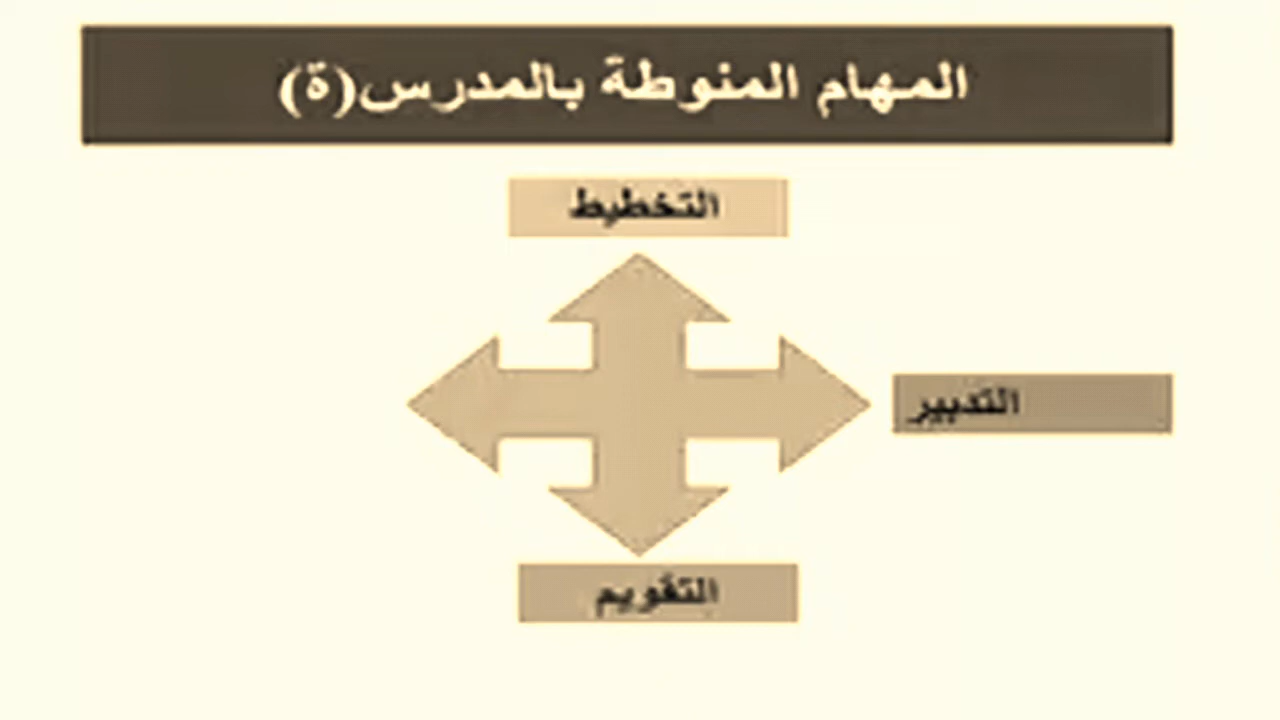 المهام المنوطة بالمدرس(ة)
التخطيط
التدبير
التقويم